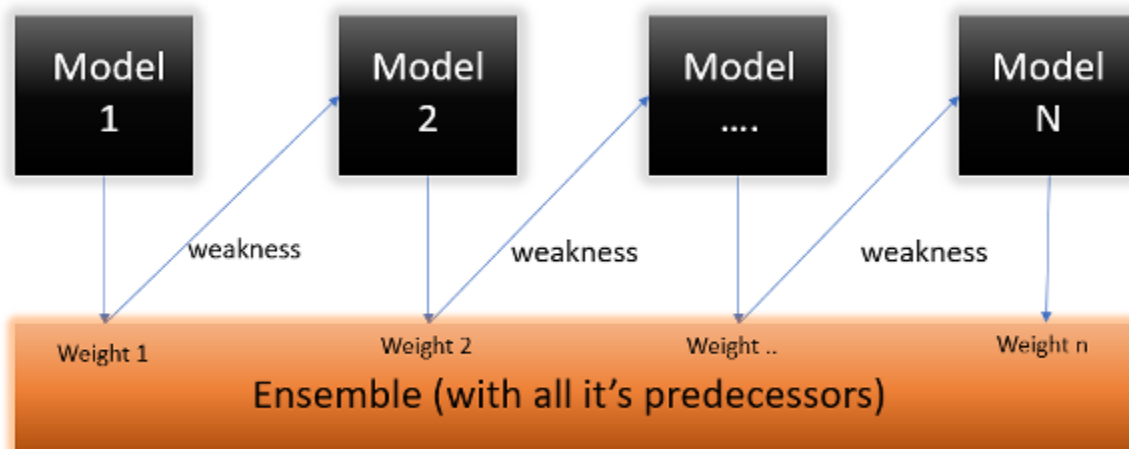 Model
1
Model
2
Model
....
Model
N
weakness
weakness
weakness
Weight 1
Weight 2
Weight ..
Weight n
Ensemble (with all it's predecessors)